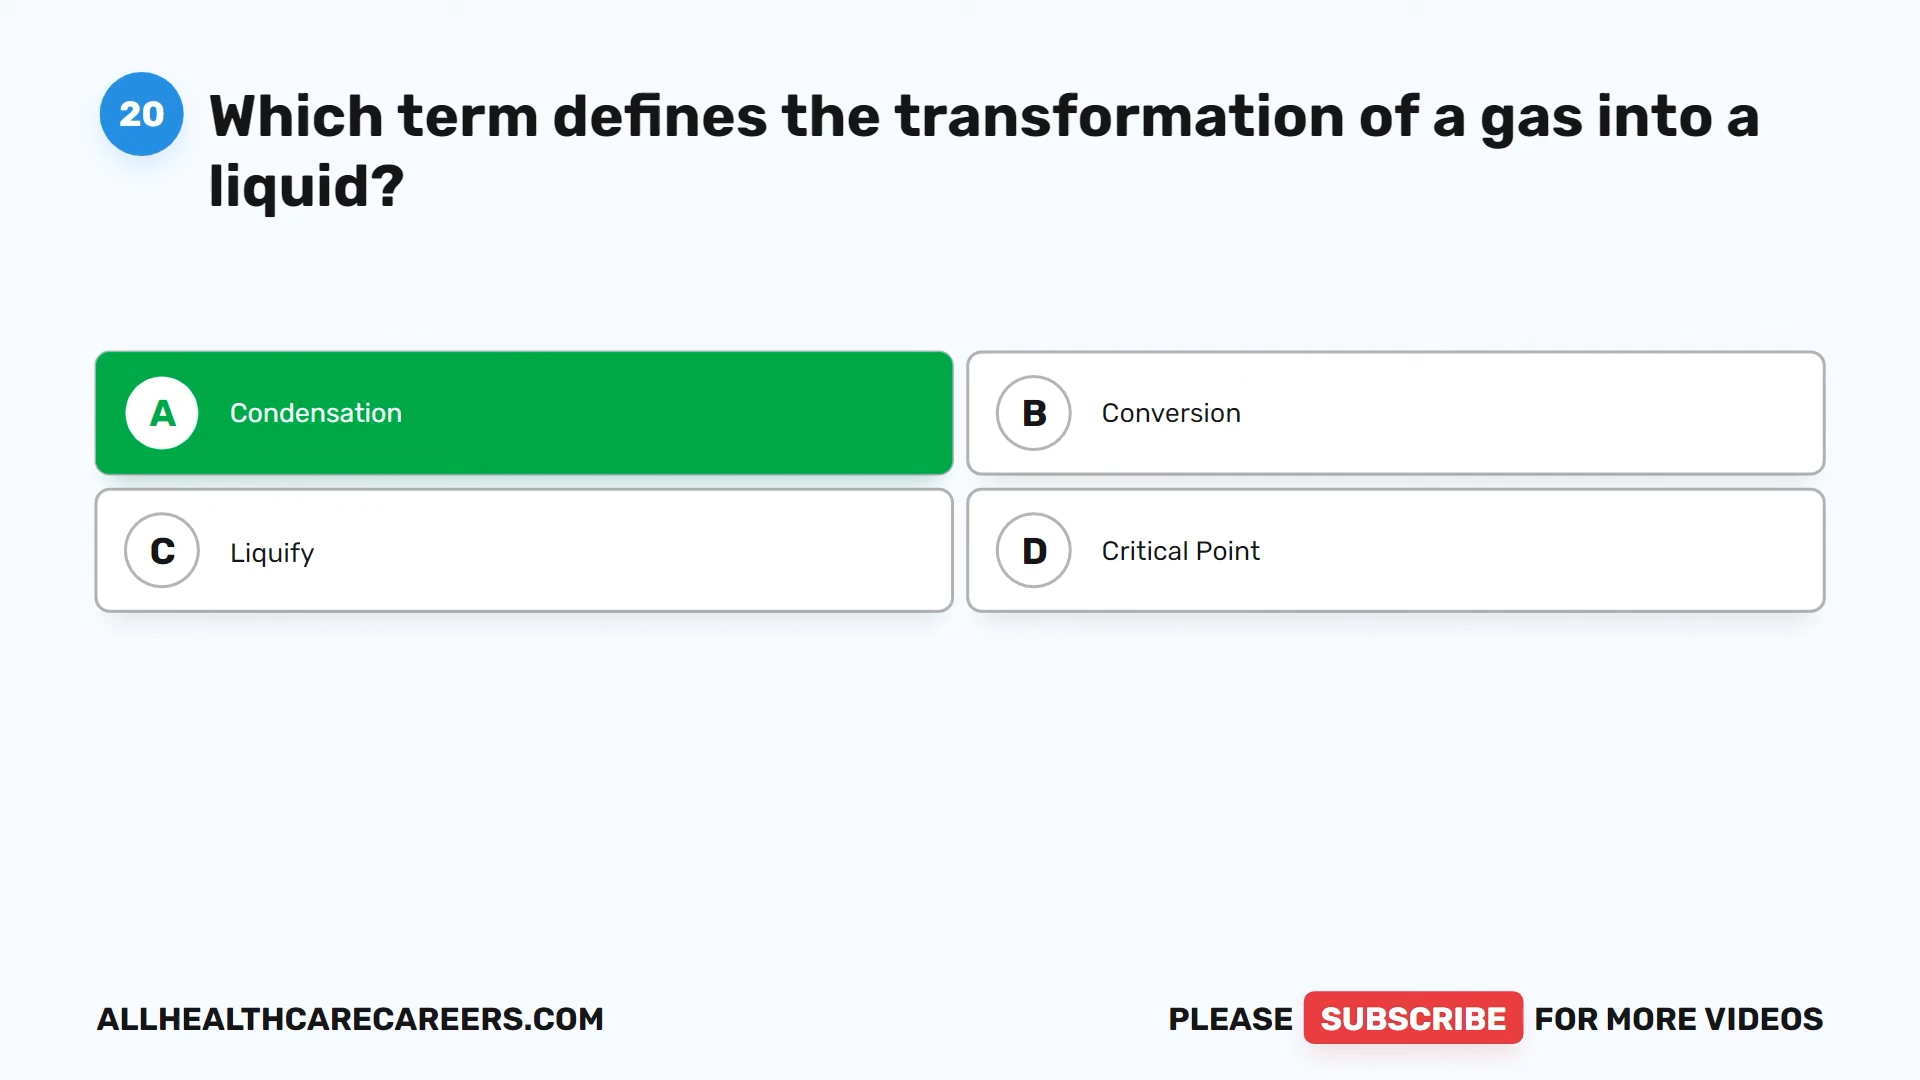 20
Which term defines the transformation of a gas into a
liquid?
A Condensation
B Conversion
C Liquify
D Critical Point
ALLHEALTHCARECAREERS.COM
PLEASE SUBSCRIBE FOR MORE VIDEOS